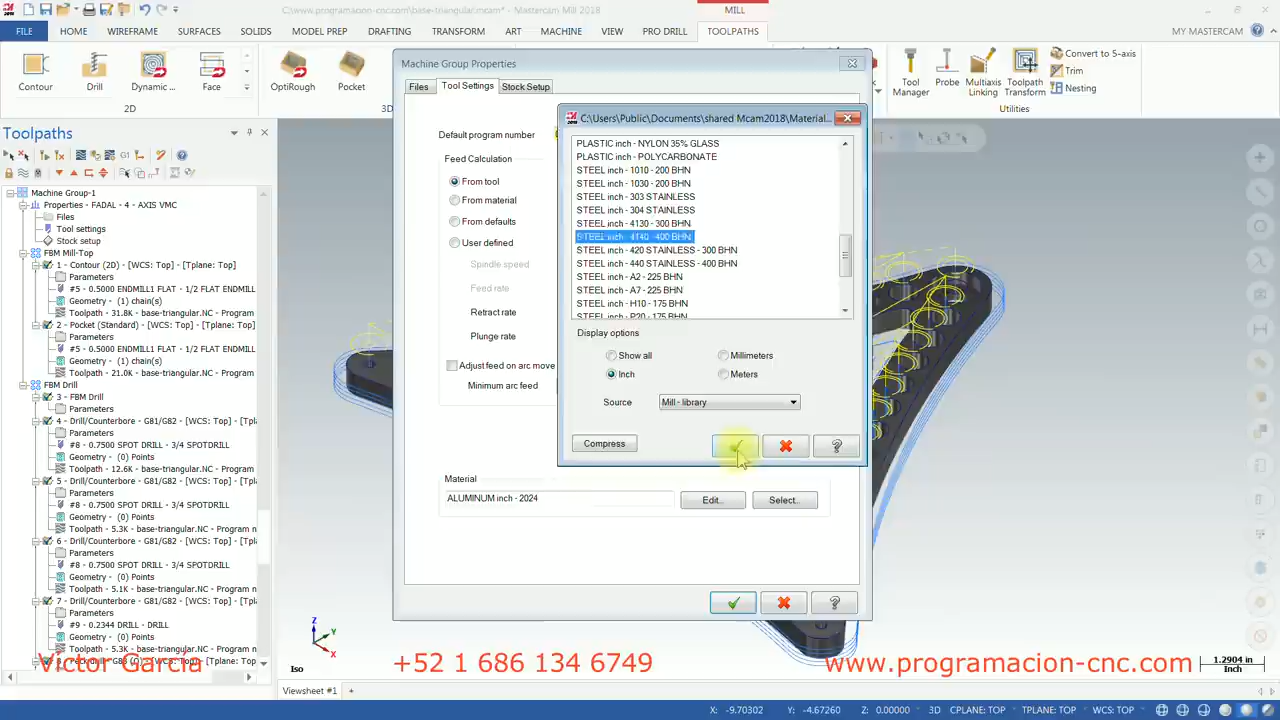 C:\www.programacion-cnc.com\base-triangular.mcam* - Mastercam Mill 2018
MILL
FILE
HOME
WIREFRAME
SURFACES
SOLIDS
MODEL PREP
DRAFTING
TRANSFORM
ART
MACHINE
VIEW
PRO DRILL
TOOLPATHS
MY MASTERCAM
Contour
Drill
Dynamic ...
Face
2D
OptiRough
Pocket
3D
Tool Manager
Probe
Multiaxis Linking
Toolpath Transform
Convert to 5-axis
Trim
Nesting
Utilities
Toolpaths
Machine Group-1
Properties - FADAL - 4 - AXIS VMC
Files
Tool settings
Stock setup
FBM Mill-Top
1 - Contour (2D) - [WCS: Top] - [Tplane: Top]
Parameters
#5 - 0.5000 ENDMILL1 FLAT - 1/2 FLAT ENDMILL
Geometry - (1) chain(s)
Toolpath - 31.8K - base-triangular.NC - Program
2 - Pocket (Standard) - [WCS: Top] - [Tplane: Top]
Parameters
#5 - 0.5000 ENDMILL1 FLAT - 1/2 FLAT ENDMILL
Geometry - (1) chain(s)
Toolpath - 21.0K - base-triangular.NC - Program
FBM Drill
3 - FBM Drill
Parameters
4 - Drill/Counterbore - G81/G82 - [WCS: Top] - [Tpl
Parameters
#8 - 0.7500 SPOT DRILL - 3/4 SPOTDRILL
Geometry - (0) Points
Toolpath - 12.6K - base-triangular.NC - Program
5 - Drill/Counterbore - G81/G82 - [WCS: Top] - [Tpl
Parameters
#8 - 0.7500 SPOT DRILL - 3/4 SPOTDRILL
Geometry - (0) Points
Toolpath - 5.3K - base-triangular.NC - Program n
6 - Drill/Counterbore - G81/G82 - [WCS: Top] - [Tpl
Parameters
#8 - 0.7500 SPOT DRILL - 3/4 SPOTDRILL
Geometry - (0) Points
Toolpath - 5.1K - base-triangular.NC - Program n
7 - Drill/Counterbore - G81/G82 - [WCS: Top] - [Tpl
Parameters
#9 - 0.2344 DRILL - DRILL
Geometry - (0) Points
Toolpath - 5.3K - base-triangular.NC - Program n
Machine Group Properties
Files
Tool Settings
Stock Setup
Default program number
Feed Calculation
From tool
From material
From defaults
User defined
Spindle speed
Feed rate
Retract rate
Plunge rate
Adjust feed on arc move
Minimum arc feed
Material
ALUMINUM inch - 2024
Edit...
Select...
C:\Users\Public\Documents\shared Mcam2018\Material...
PLASTIC inch - NYLON 35% GLASS
PLASTIC inch - POLYCARBONATE
STEEL inch - 1010 - 200 BHN
STEEL inch - 1030 - 200 BHN
STEEL inch - 303 STAINLESS
STEEL inch - 304 STAINLESS
STEEL inch - 4130 - 300 BHN
STEEL inch - 4140 - 400 BHN
STEEL inch - 420 STAINLESS - 300 BHN
STEEL inch - 440 STAINLESS - 400 BHN
STEEL inch - A2 - 225 BHN
STEEL inch - A7 - 225 BHN
STEEL inch - H10 - 175 BHN
STEEL inch - P20 - 175 BHN
Display options
Show all
Millimeters
Inch
Meters
Source
Mill - library
Compress
Victor Garcia
+52 1 686 134 6749
www.programacion-cnc.com
Z
Y
X
Iso
1.2904 in
Inch
Viewsheet #1
+
X: -9.70302
Y: -4.67260
Z: 0.00000
3D
CPLANE: TOP
TPLANE: TOP
WCS: TOP